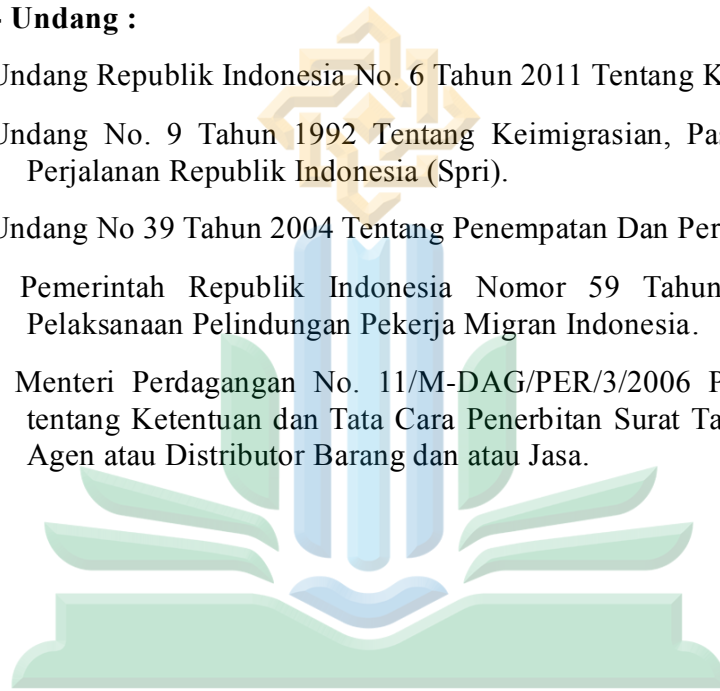 - Undang :
Undang Republik Indonesia No. 6 Tahun 2011 Tentang K
Undang No. 9 Tahun 1992 Tentang Keimigrasian, Pas
Perjalanan Republik Indonesia (Spri).
Undang No 39 Tahun 2004 Tentang Penempatan Dan Per
Pemerintah Republik Indonesia Nomor 59 Tahun
Pelaksanaan Pelindungan Pekerja Migran Indonesia.
Menteri Perdagangan No. 11/M-DAG/PER/3/2006 P
tentang Ketentuan dan Tata Cara Penerbitan Surat Ta
Agen atau Distributor Barang dan atau Jasa.